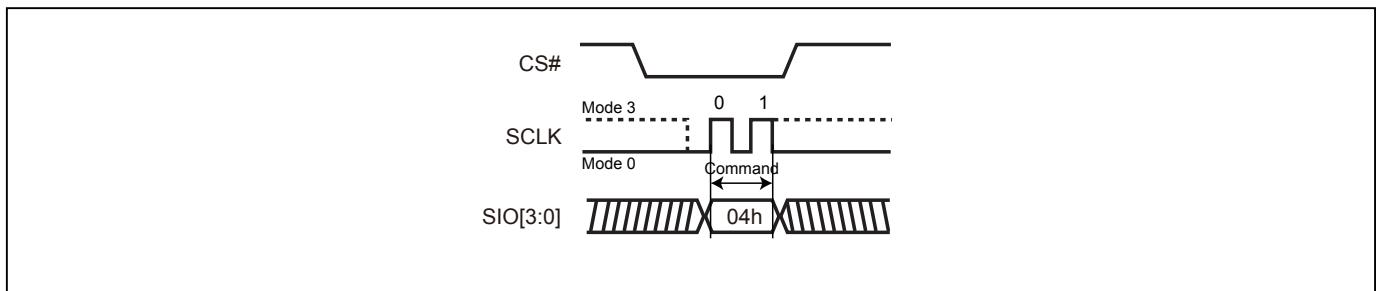 CS#
Mode 3
0 1
SCLK
Mode 0
Command
SIO[3:0]
04h